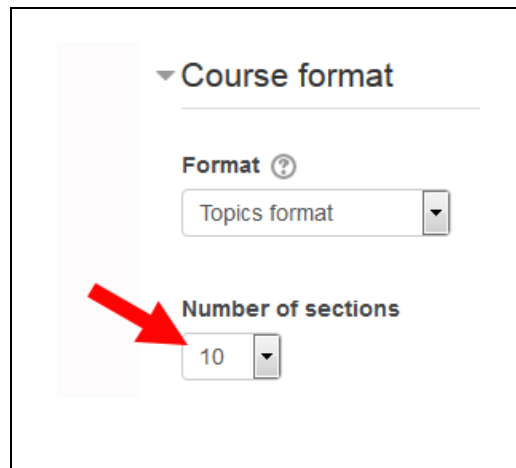 Course format
Format
Topics format
Number of sections
10